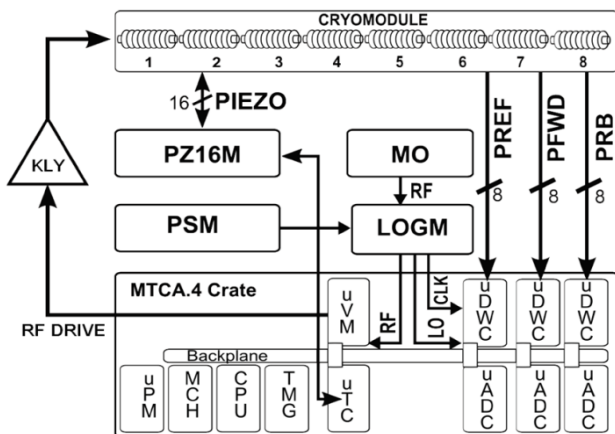 CRYOMODULE
1 2 3 4 5 6 7 8
16 PIEZO
PREF
PFWD
PRB
8
8
8
KLY
PZ16M
MO
RF
PSM
LOGM
MTCA.4 Crate
RF DRIVE
uVM
RF
LO
CLK
uDWC
uDWC
uDWC
Backplane
uPM
MCH
CPU
TMG
uTC
uADC
uADC
uADC